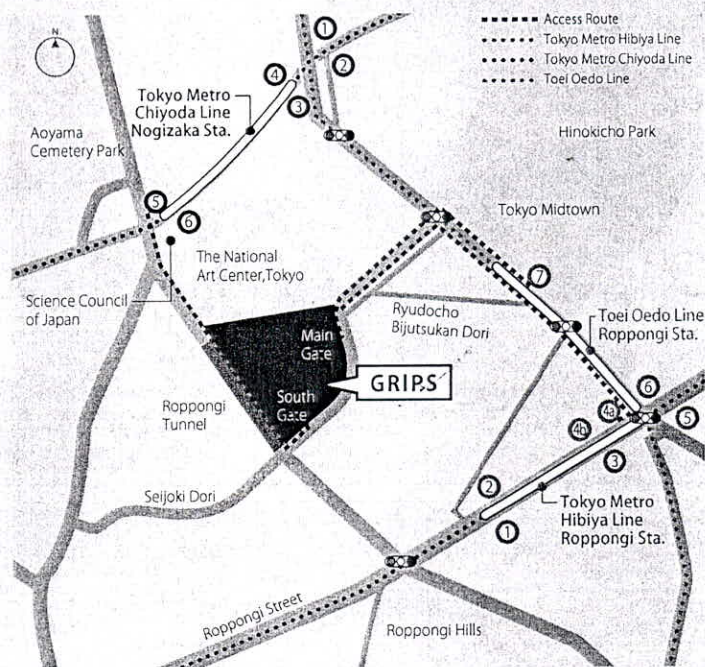 Access Route
Tokyo Metro Hibiya Line
Tokyo Metro Chiyoda Line
Toei Oedo Line
N
1
2
4
3
Tokyo Metro
Chiyoda Line
Nogizaka Sta.
Hinokicho Park
Aoyama
Cemetery Park
Tokyo Midtown
5
6
The National
Art Center,Tokyo
7
Science Council
of Japan
Ryudocho
Bijutsukan Dori
Toei Oedo Line
Roppongi Sta.
Main
Gate
GRIPS
South
Gate
Roppongi
Tunnel
6
4a
5
4b
3
Seijoki Dori
2
1
Tokyo Metro
Hibiya Line
Roppongi Sta.
Roppongi Street
Roppongi Hills